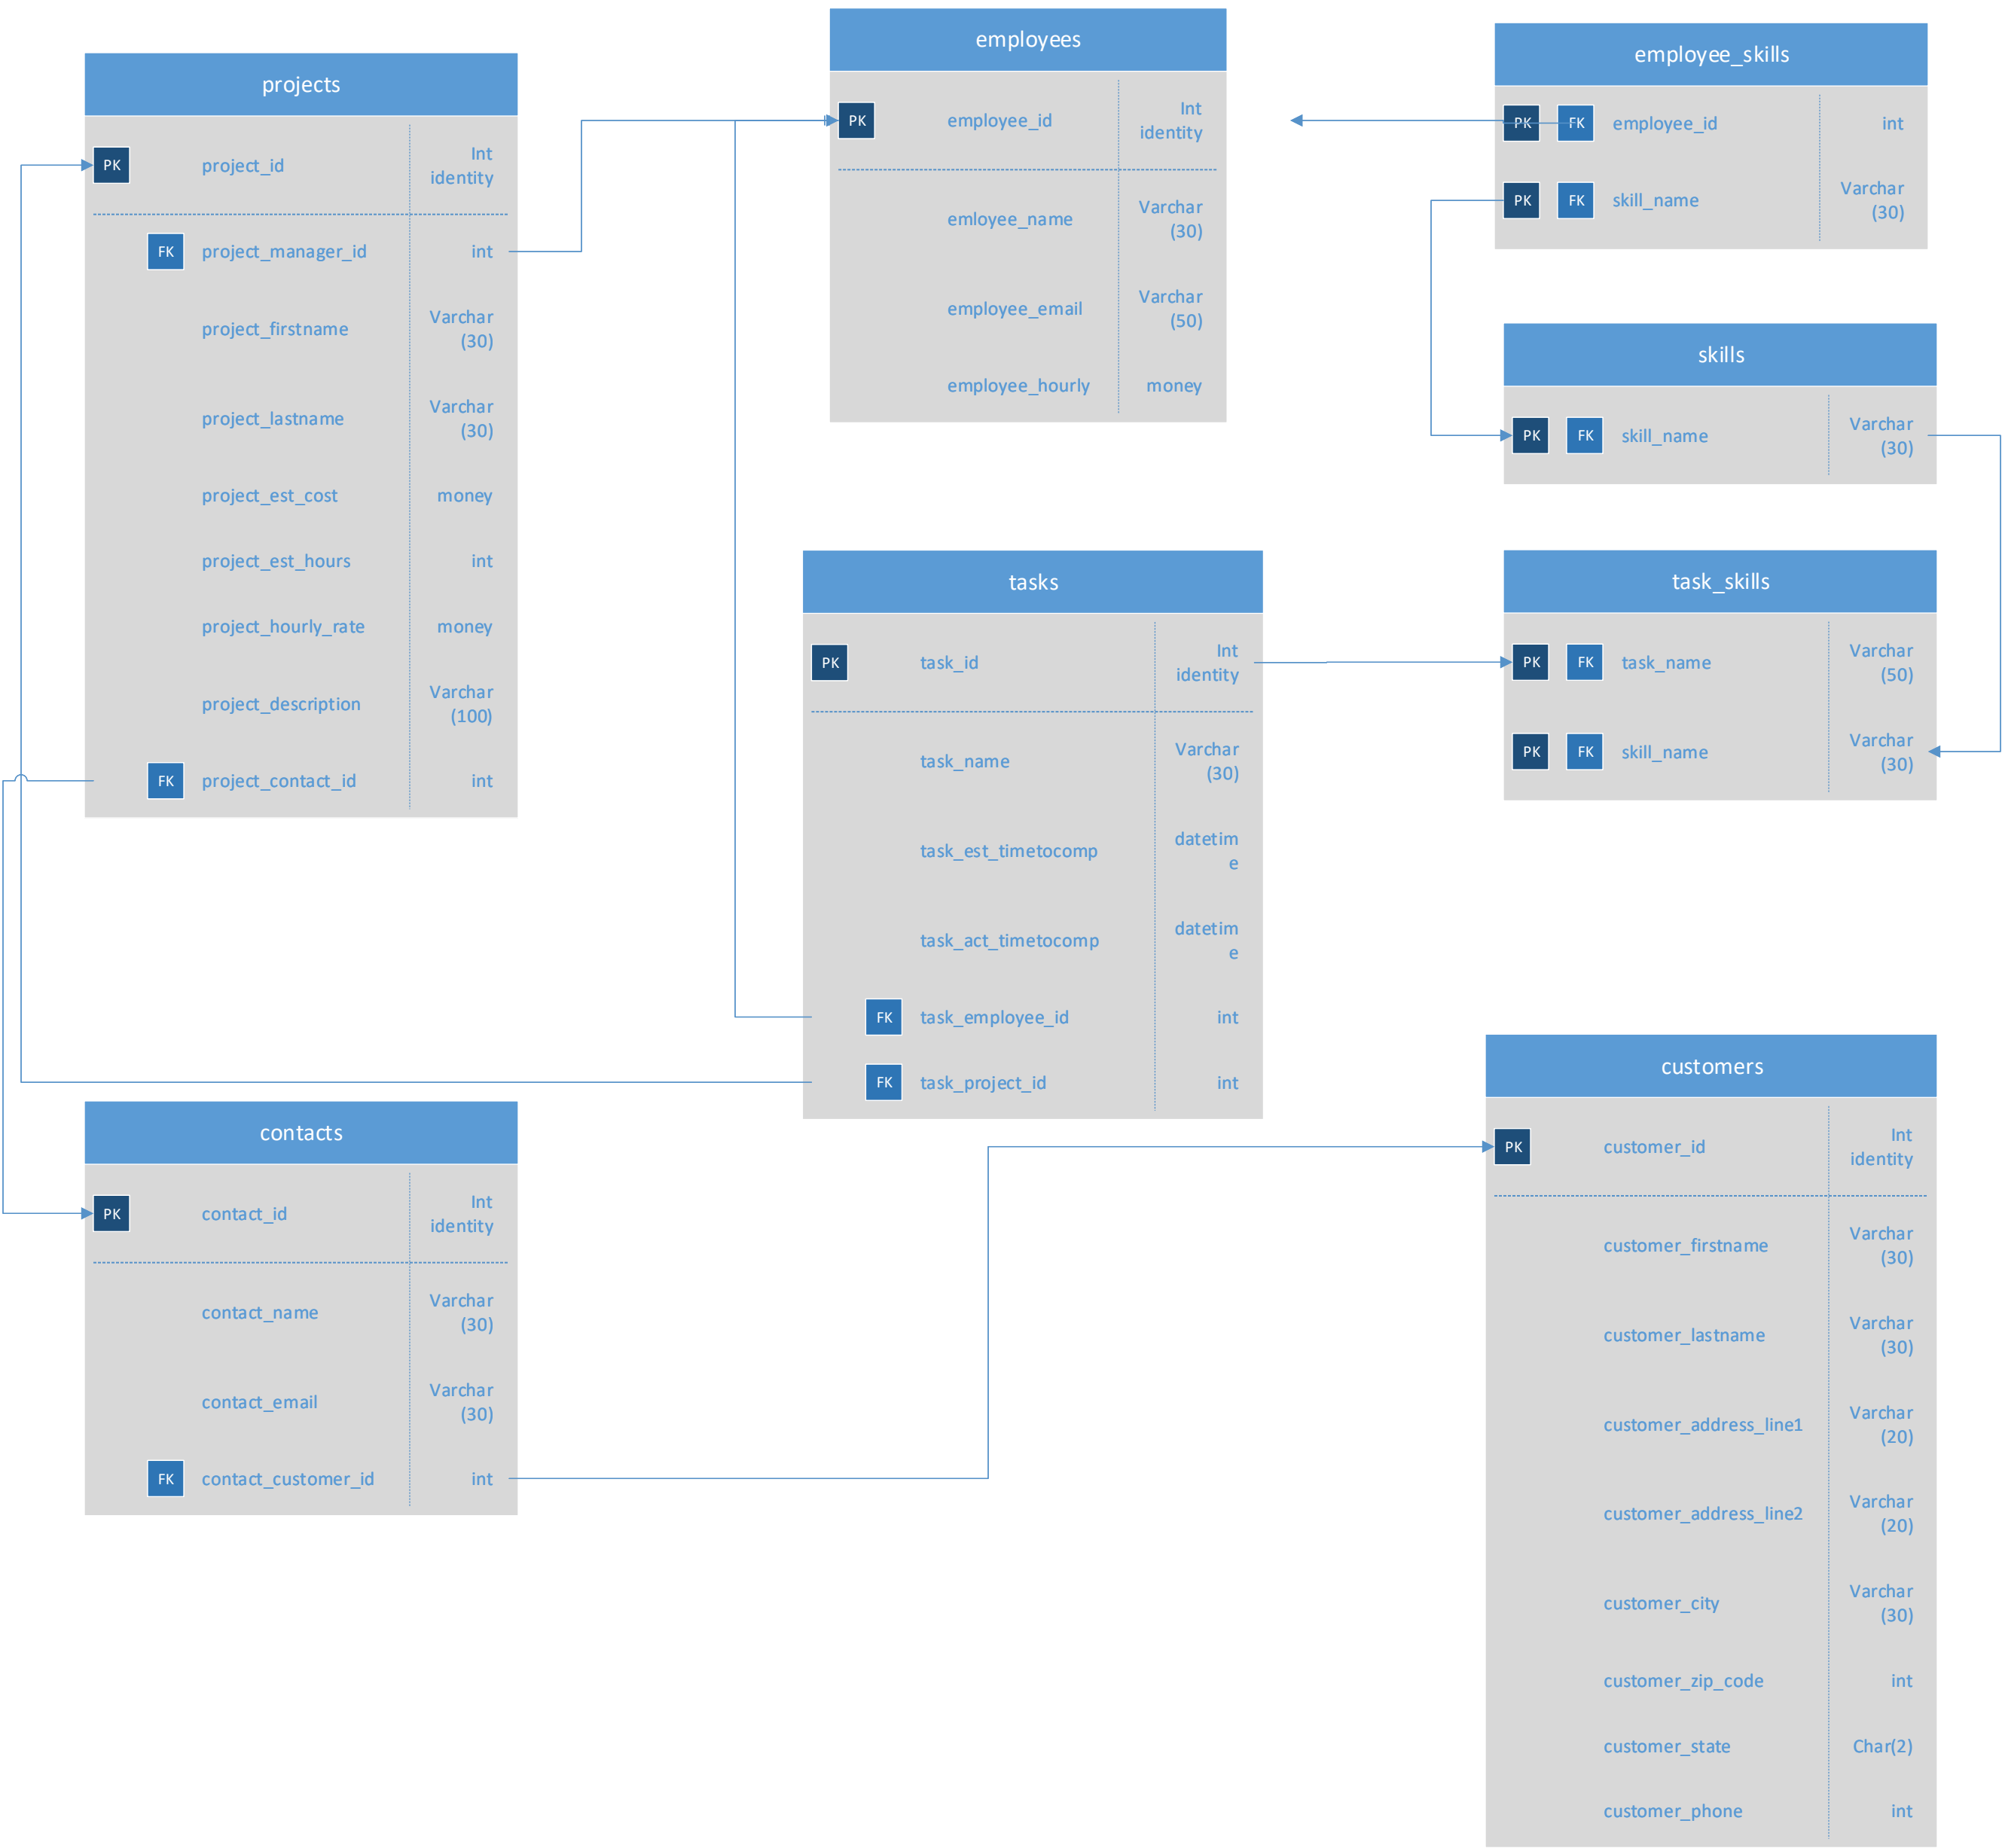 projects
PK project_id Int
identity
FK project_manager_id int
project_firstname Varchar
(30)
project_lastname Varchar
(30)
project_est_cost money
project_est_hours int
project_hourly_rate money
project_description Varchar
(100)
FK project_contact_id int
employees
PK employee_id Int
identity
emloyee_name Varchar
(30)
employee_email Varchar
(50)
employee_hourly money
employee_skills
PK FK employee_id int
PK FK skill_name Varchar
(30)
skills
PK FK skill_name Varchar
(30)
tasks
PK task_id Int
identity
task_name Varchar
(30)
task_est_timetocomp datetim
e
task_act_timetocomp datetim
e
FK task_employee_id int
FK task_project_id int
task_skills
PK FK task_name Varchar
(50)
PK FK skill_name Varchar
(30)
contacts
PK contact_id Int
identity
contact_name Varchar
(30)
contact_email Varchar
(30)
FK contact_customer_id int
customers
PK customer_id Int
identity
customer_firstname Varchar
(30)
customer_lastname Varchar
(30)
customer_address_line1 Varchar
(20)
customer_address_line2 Varchar
(20)
customer_city Varchar
(30)
customer_zip_code int
customer_state Char(2)
customer_phone int